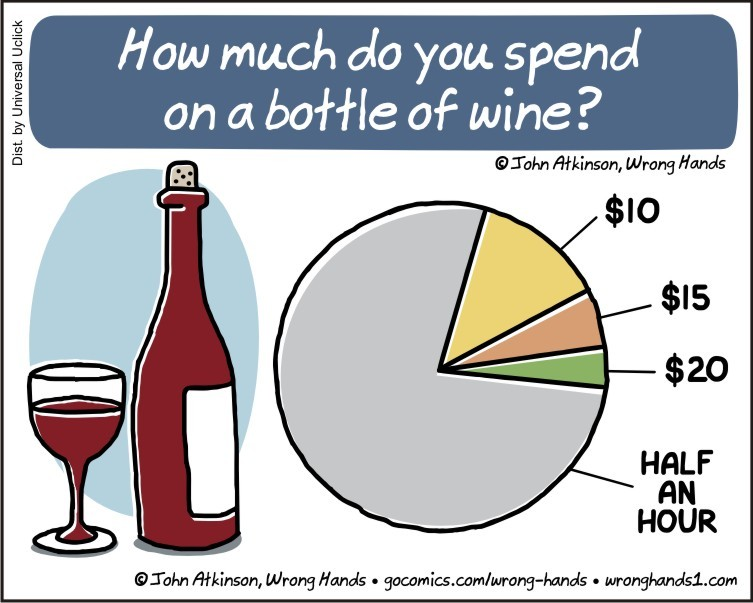 Dist. by Universal Uclick
How much do you spend
on a bottle of wine?
© John Atkinson, Wrong Hands
$10
$15
$20
HALF
AN
HOUR
© John Atkinson, Wrong Hands • gocomics.com/wrong-hands • wronghands1.com